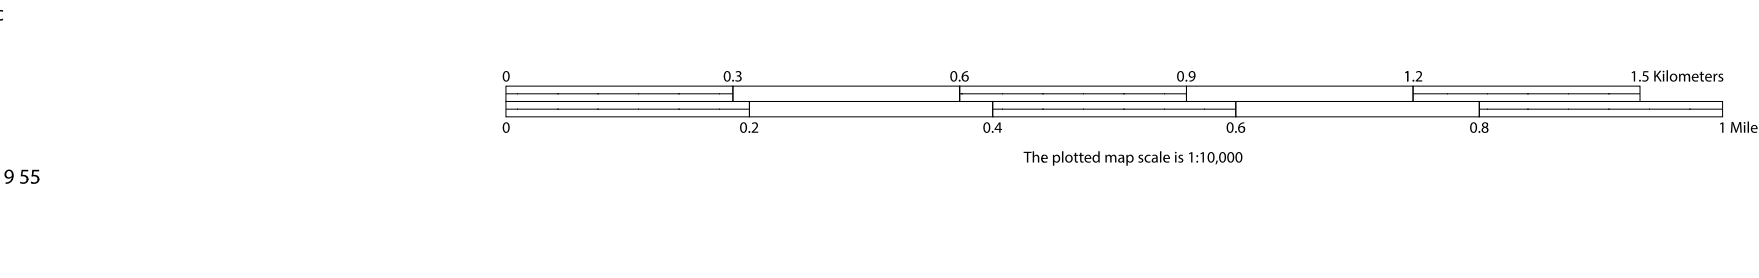 0 0.3 0.6 0.9 1.2 1.5 Kilometers
0 0.2 0.4 0.6 0.8 1 Mile
The plotted map scale is 1:10,000
9 55